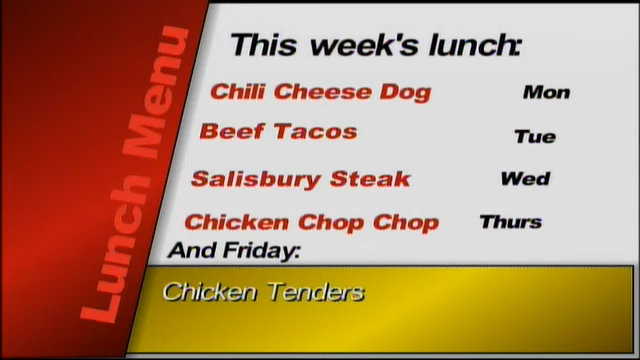 Lunch Menu
This week's lunch:
Chili Cheese Dog Mon
Beef Tacos Tue
Salisbury Steak Wed
Chicken Chop Chop Thurs
And Friday:
Chicken Tenders